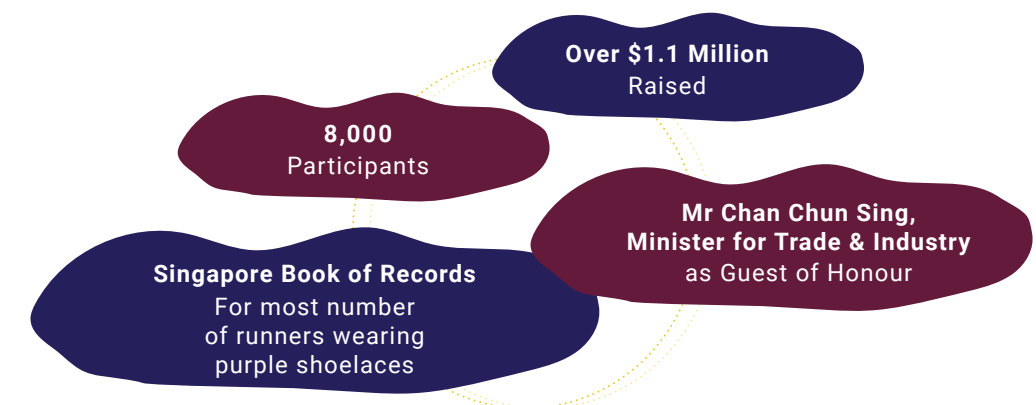 Over $1.1 Million
Raised
8,000
Participants
Mr Chan Chun Sing,
Minister for Trade & Industry
as Guest of Honour
Singapore Book of Records
For most number
of runners wearing
purple shoelaces